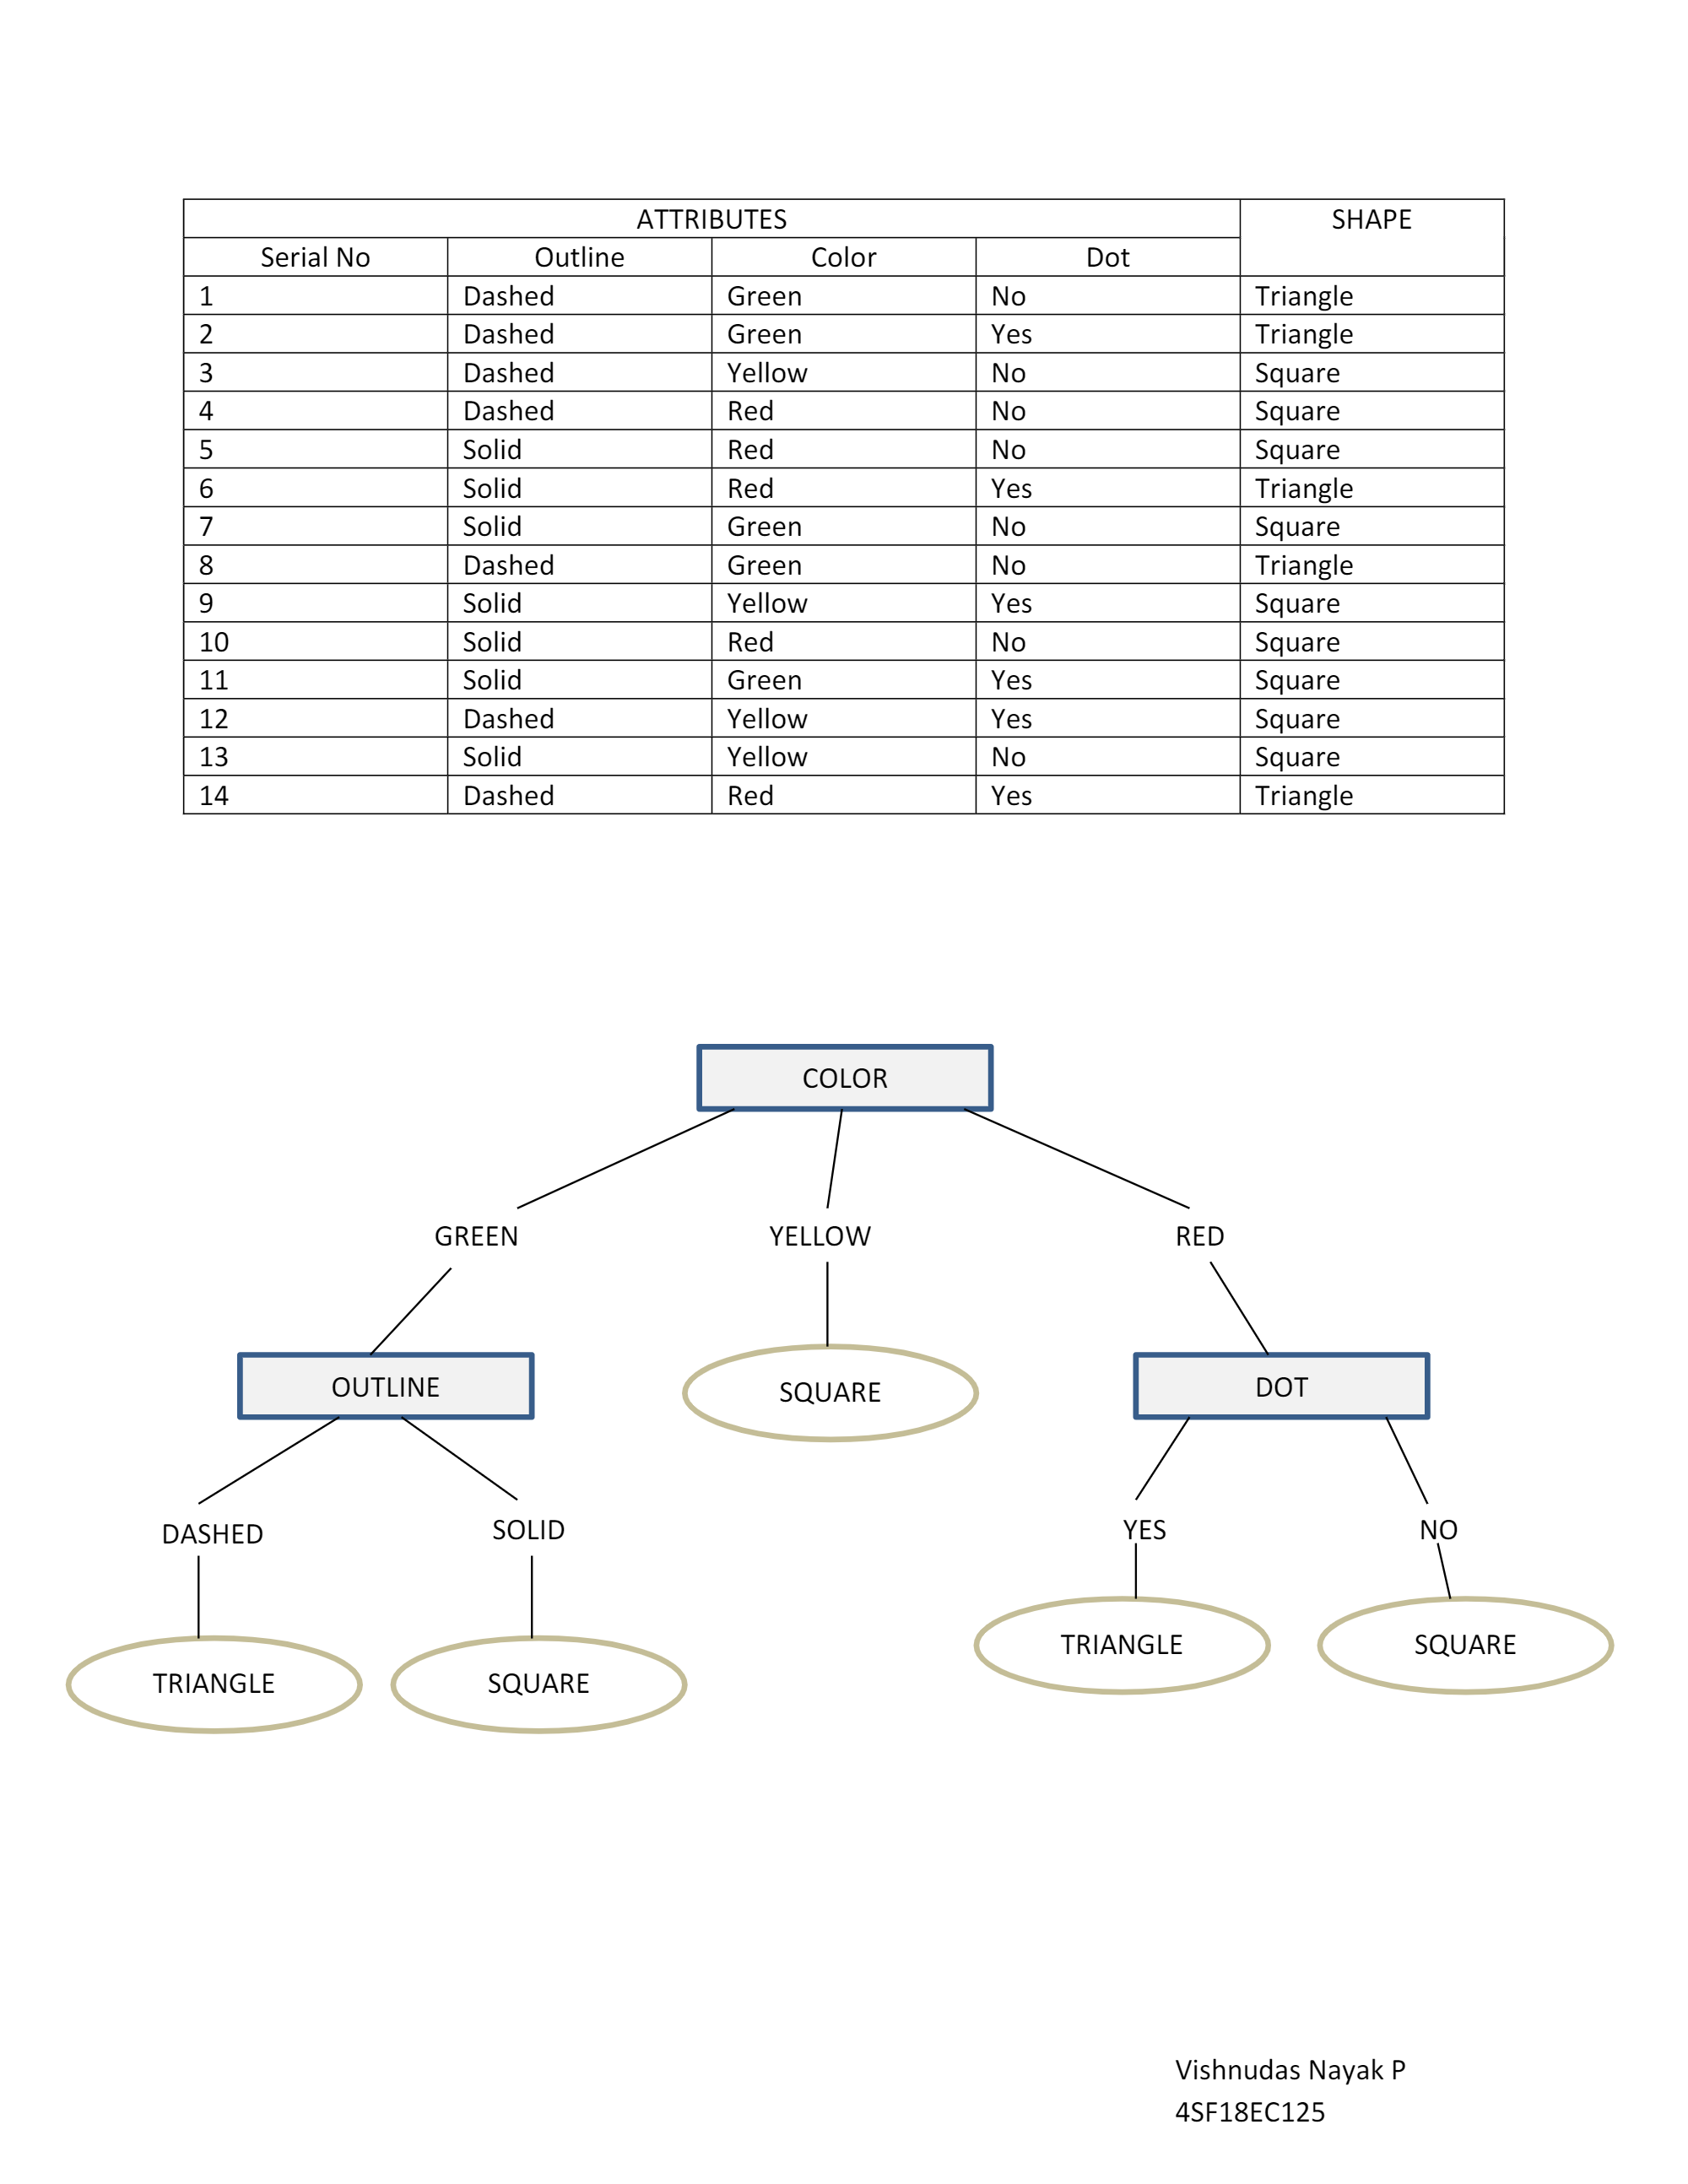 ATTRIBUTES SHAPE
Serial No Outline Color Dot
1 Dashed Green No Triangle
2 Dashed Green Yes Triangle
3 Dashed Yellow No Square
4 Dashed Red No Square
5 Solid Red No Square
6 Solid Red Yes Triangle
7 Solid Green No Square
8 Dashed Green No Triangle
9 Solid Yellow Yes Square
10 Solid Red No Square
11 Solid Green Yes Square
12 Dashed Yellow Yes Square
13 Solid Yellow No Square
14 Dashed Red Yes Triangle
COLOR
GREEN YELLOW RED
OUTLINE SQUARE DOT
DASHED SOLID YES NO
TRIANGLE SQUARE TRIANGLE SQUARE
Vishnudas Nayak P
4SF18EC125